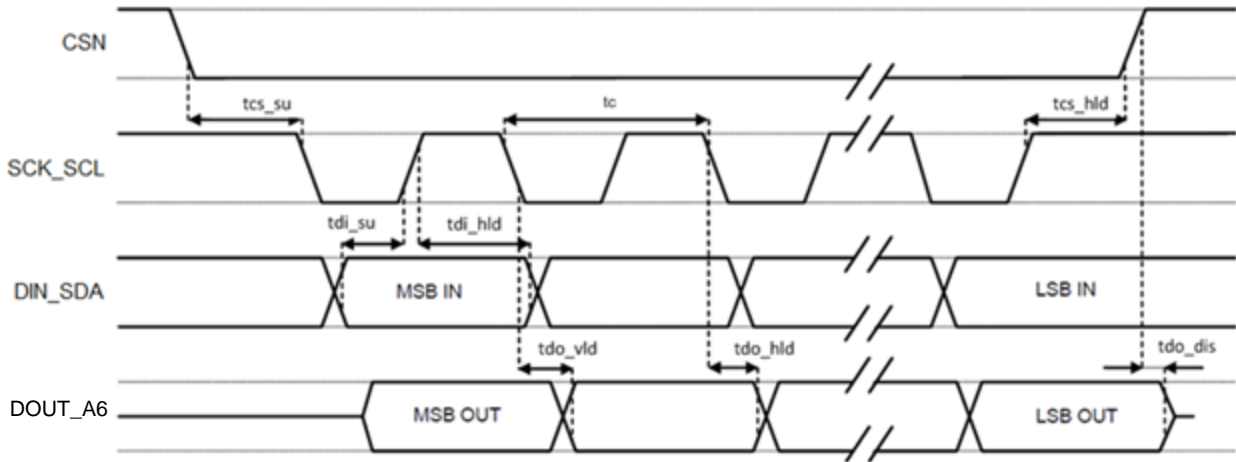 CSN
tcs_su
tc
tcs_hld
SCK_SCL
tdi_su
tdi_hld
DIN_SDA
MSB IN
LSB IN
tdo_vld
tdo_hld
tdo_dis
DOUT_A6
MSB OUT
LSB OUT